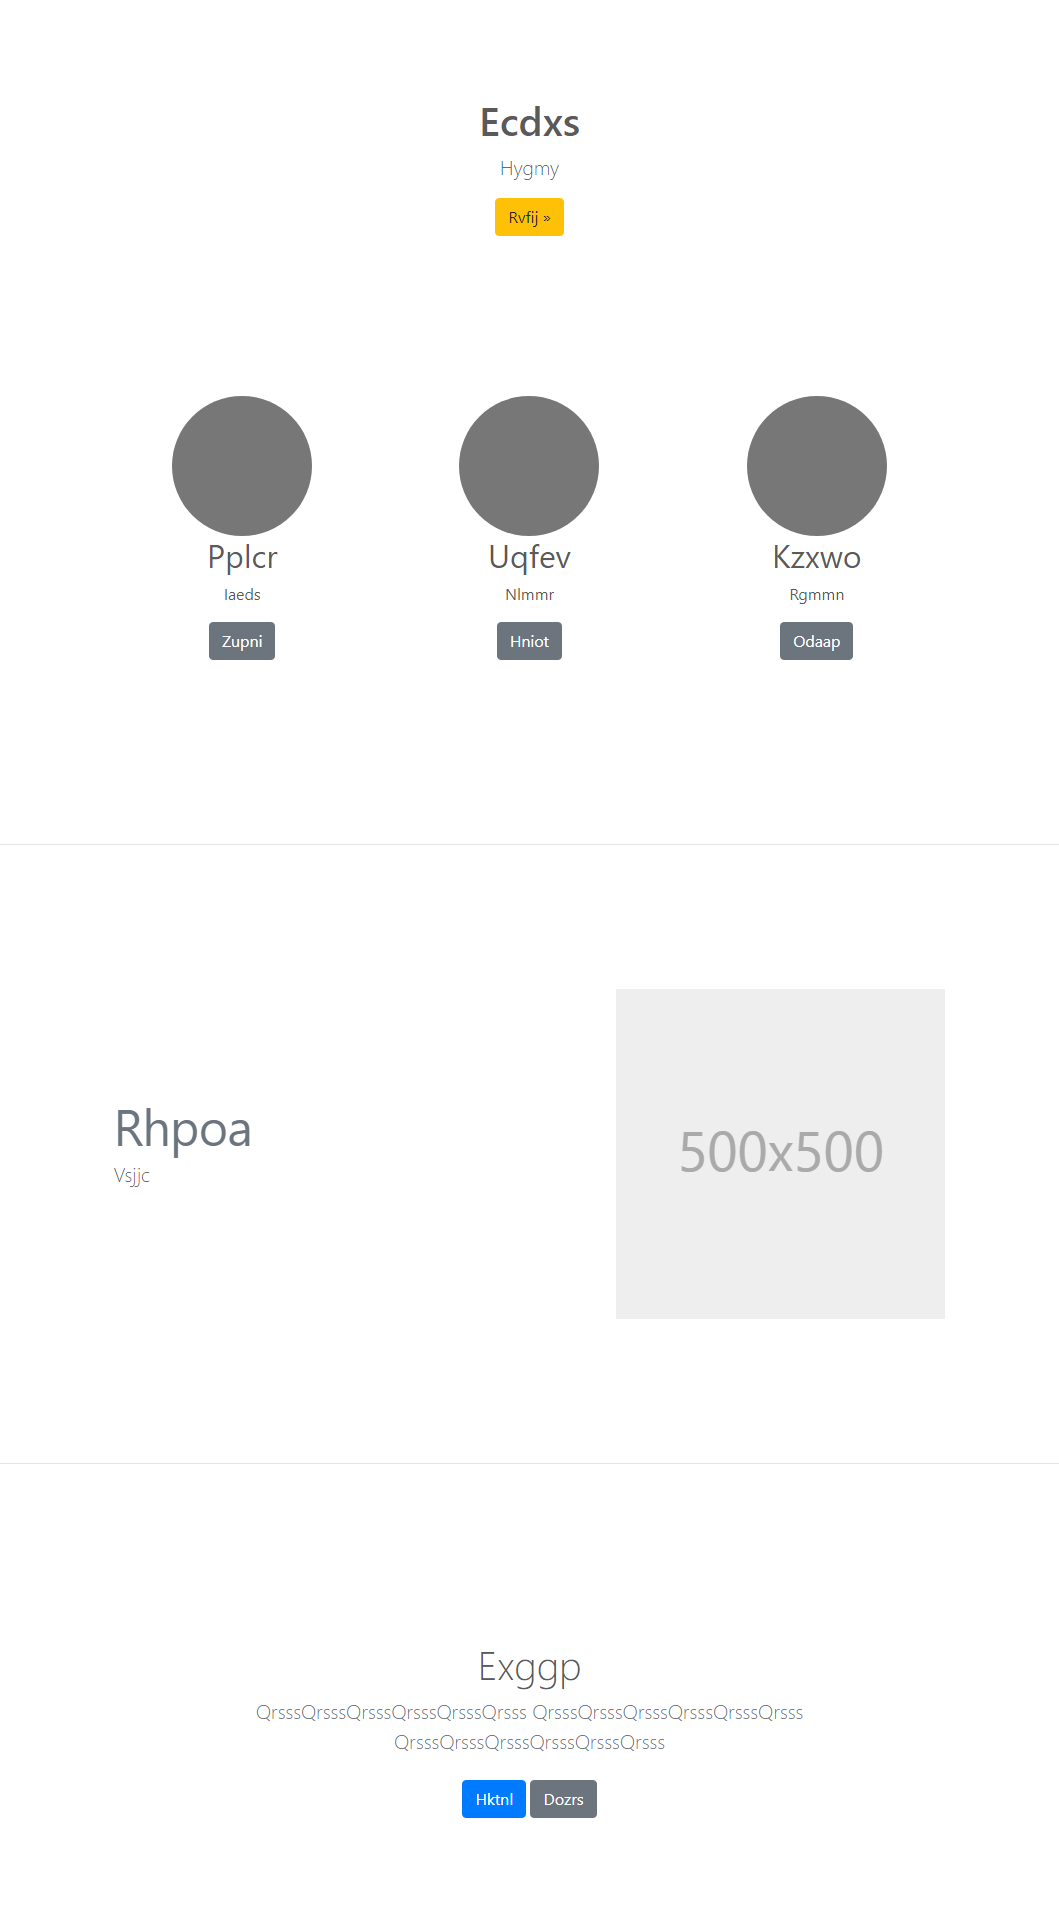 Ecdxs
Hygmy
Rvfij »
Pplcr
Uqfev
Kzxwo
Iaeds
Nlmmr
Rgmmn
Zupni
Hniot
Odaap
Rhpoa
Vsjjc
500x500
Exggp
QrsssQrsssQrsssQrsssQrsssQrsss QrsssQrsssQrsssQrsssQrsssQrsss
QrsssQrsssQrsssQrsssQrsssQrsss
Hktnl Dozrs